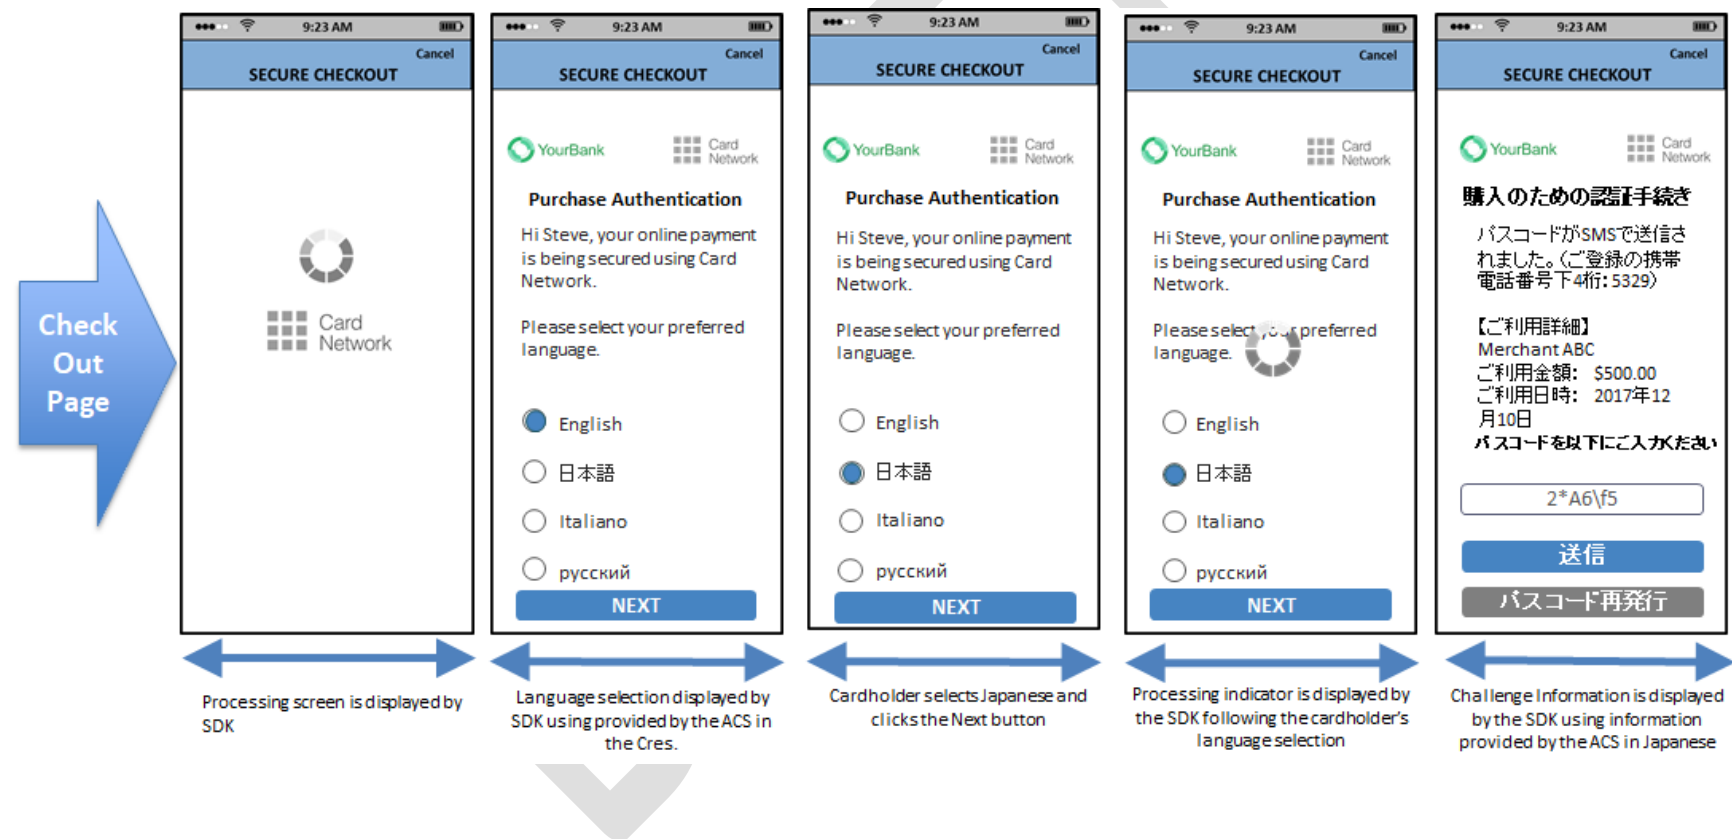 Check
Out
Page
9:23 AM
Cancel
SECURE CHECKOUT
Card
Network
Processing screen is displayed by
SDK
9:23 AM
Cancel
SECURE CHECKOUT
YourBank
Card
Network
Purchase Authentication
Hi Steve, your online payment
is being secured using Card
Network.
Please select your preferred
language.
English
日本語
Italiano
русский
NEXT
Language selection displayed by
SDK using provided by the ACS in
the Cres.
9:23 AM
Cancel
SECURE CHECKOUT
YourBank
Card
Network
Purchase Authentication
Hi Steve, your online payment
is being secured using Card
Network.
Please select your preferred
language.
English
日本語
Italiano
русский
NEXT
Cardholder selects Japanese and
clicks the Next button
9:23 AM
Cancel
SECURE CHECKOUT
YourBank
Card
Network
Purchase Authentication
Hi Steve, your online payment
is being secured using Card
Network.
Please select your preferred
language.
English
日本語
Italiano
русский
NEXT
Processing indicator is displayed by
the SDK following the cardholder's
language selection
9:23 AM
Cancel
SECURE CHECKOUT
YourBank
Card
Network
購入のための認証手続き
パスコードがSMSで送信さ
れました。（ご登録の携帯
電話番号下4桁: 5329）
【ご利用詳細】
Merchant ABC
ご利用金額: $500.00
ご利用日時: 2017年12
月10日
パスコードを以下にご入力ください
2*A6\f5
送信
パスコード再発行
Challenge Information is displayed
by the SDK using information
provided by the ACS in Japanese